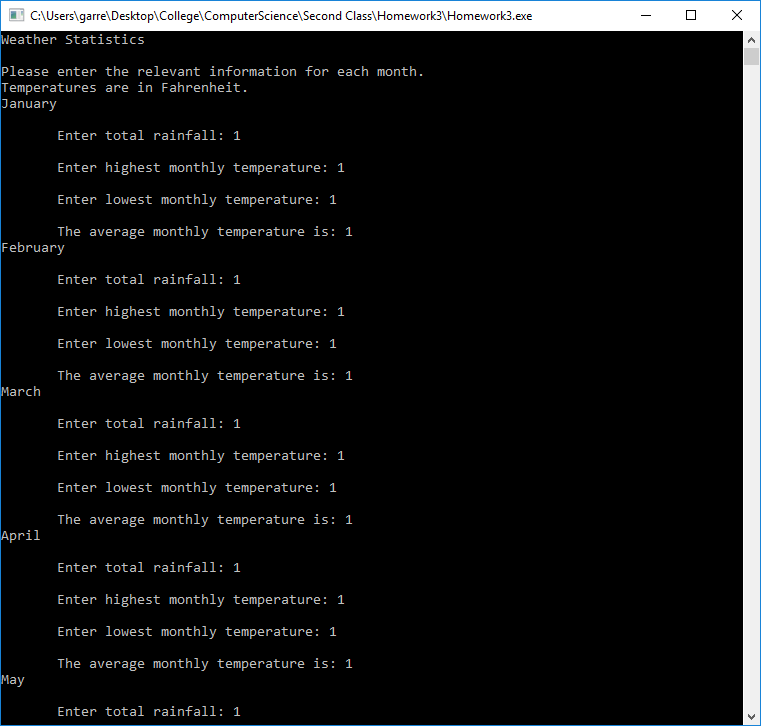 C:\Users\garre\Desktop\College\ComputerScience\Second Class\Homework3\Homework3.exe
Weather Statistics
Please enter the relevant information for each month.
Temperatures are in Fahrenheit.
January
Enter total rainfall: 1
Enter highest monthly temperature: 1
Enter lowest monthly temperature: 1
The average monthly temperature is: 1
February
Enter total rainfall: 1
Enter highest monthly temperature: 1
Enter lowest monthly temperature: 1
The average monthly temperature is: 1
March
Enter total rainfall: 1
Enter highest monthly temperature: 1
Enter lowest monthly temperature: 1
The average monthly temperature is: 1
April
Enter total rainfall: 1
Enter highest monthly temperature: 1
Enter lowest monthly temperature: 1
The average monthly temperature is: 1
May
Enter total rainfall: 1